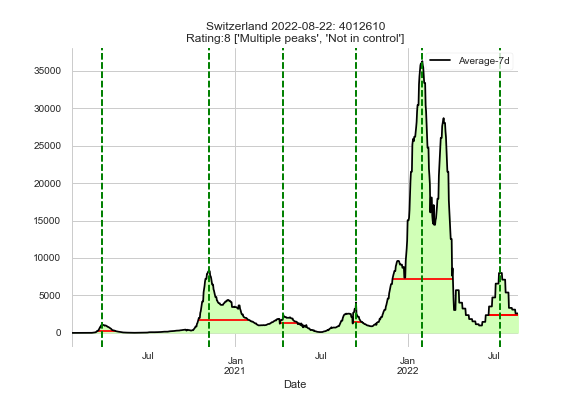 Switzerland 2022-08-22: 4012610
Rating:8 ['Multiple peaks', 'Not in control']
Average-7d
35000
30000
25000
20000
15000
10000
5000
0
Jul
Jan
2021
Jul
Jan
2022
Jul
Date